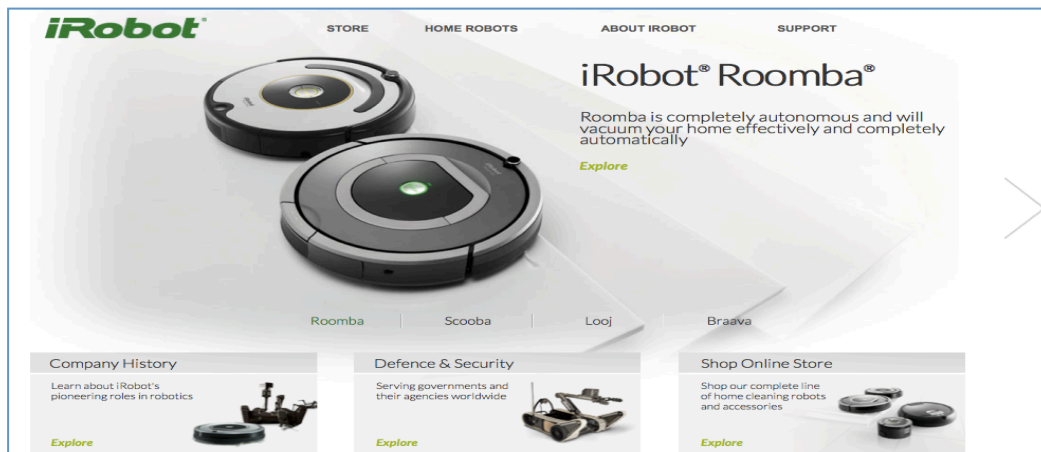 iRobot
STORE
HOME ROBOTS
ABOUT IROBOT
SUPPORT
iRobot® Roomba®
Roomba is completely autonomous and will
vacuum your home effectively and completely
automatically
Explore
Roomba
Scooba
Looj
Braava
Company History
Learn about iRobot's
pioneering roles in robotics
Explore
Defence & Security
Serving governments and
their agencies worldwide
Explore
Shop Online Store
Shop our complete line
of home cleaning robots
and accessories
Explore